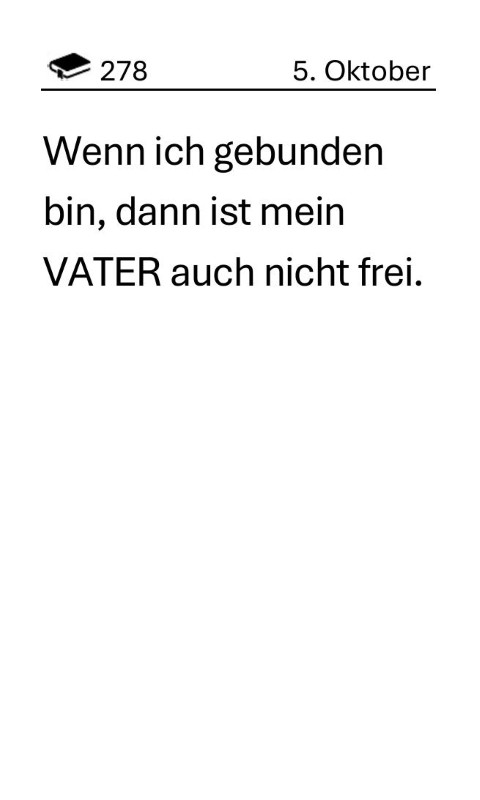 278 5. Oktober
Wenn ich gebunden
bin, dann ist mein
VATER auch nicht frei.